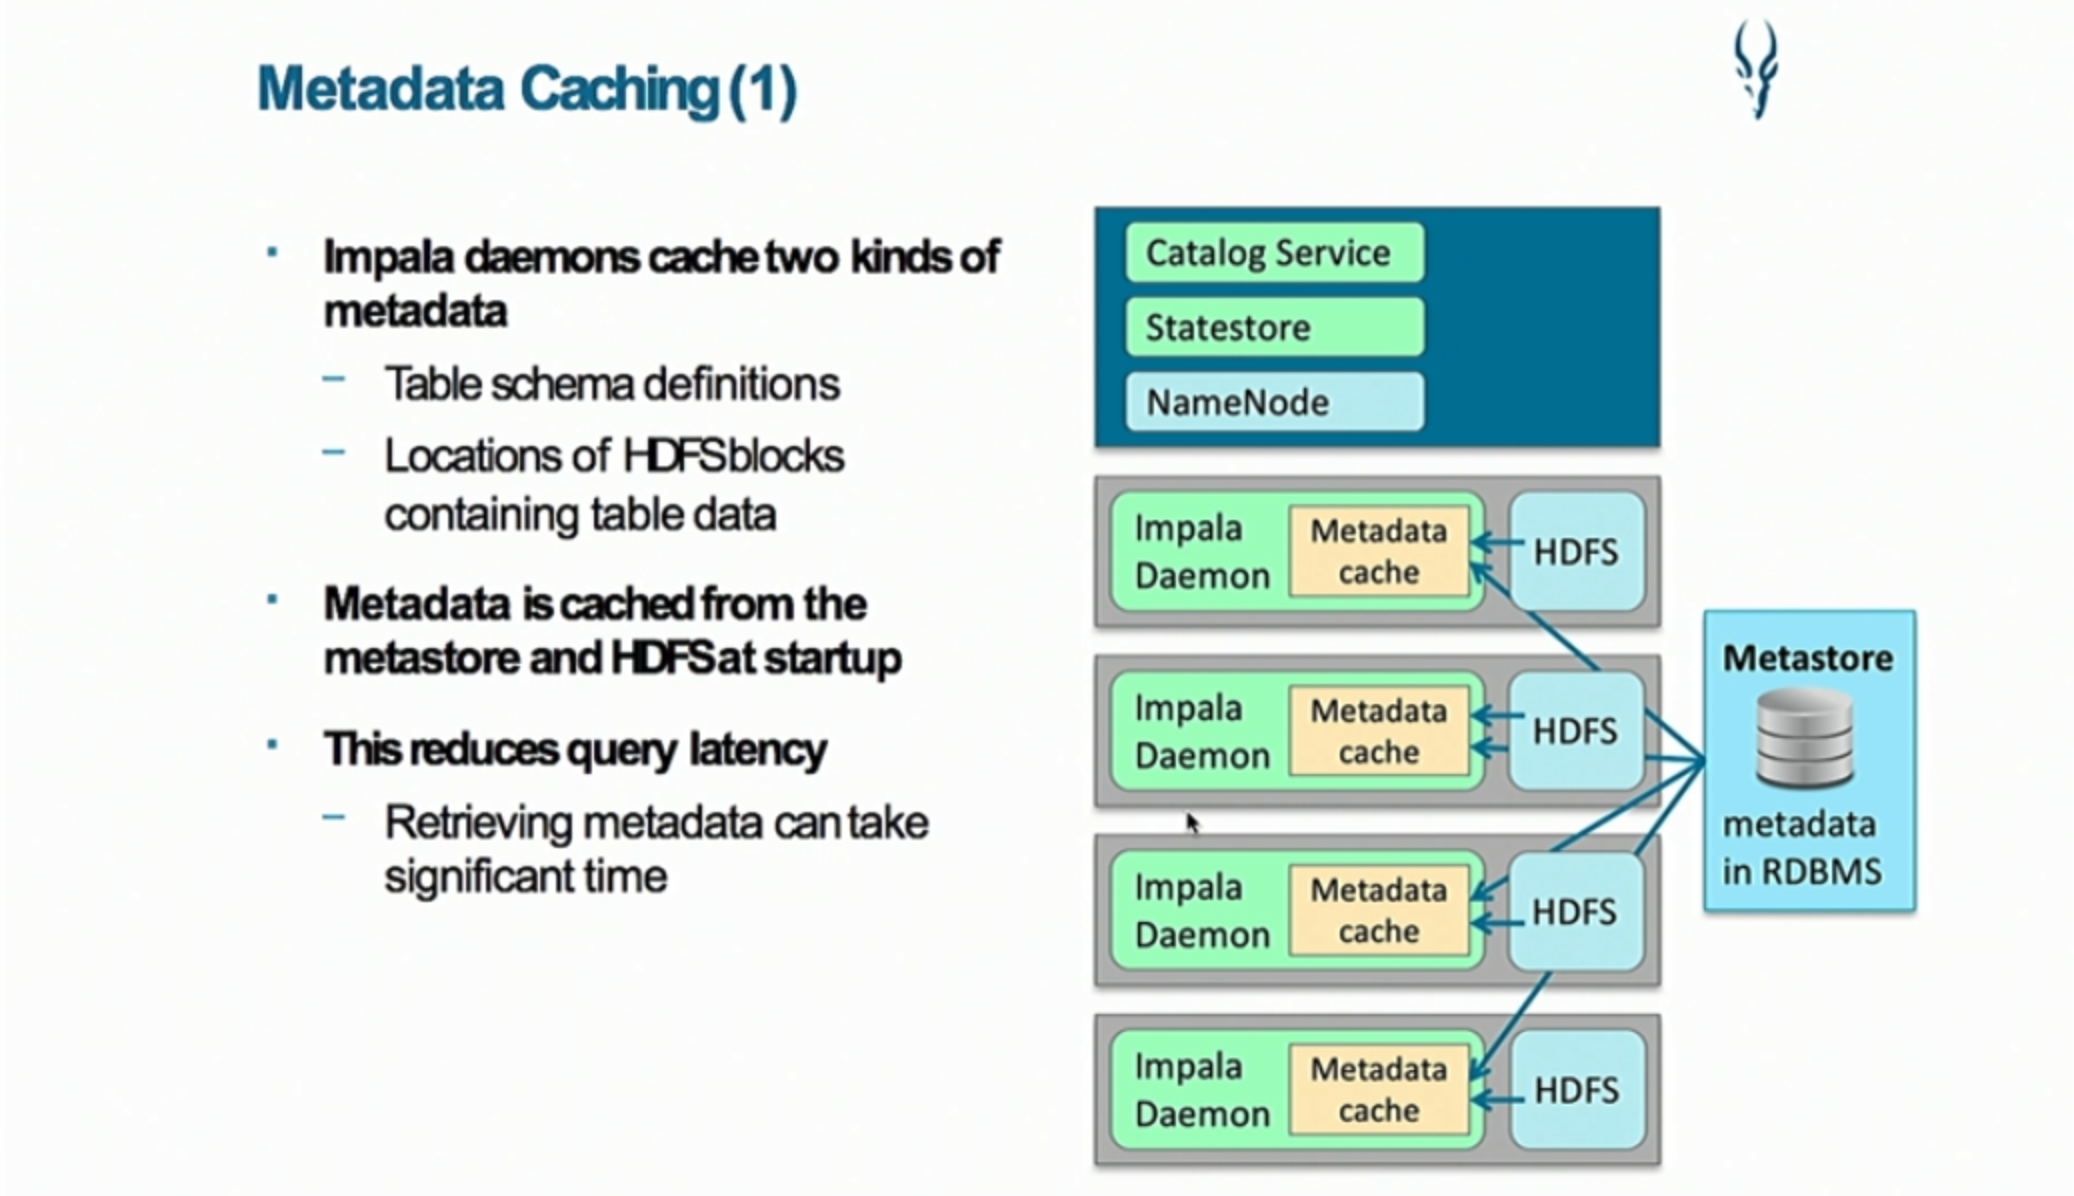 Metadata Caching (1)
Impala daemons cache two kinds of
metadata
– Table schema definitions
– Locations of HDFS blocks
containing table data
Metadata is cached from the
metastore and HDFS at startup
This reduces query latency
– Retrieving metadata can take
significant time
Catalog Service
Statestore
NameNode
Impala
Daemon
Metadata
cache
HDFS
Impala
Daemon
Metadata
cache
HDFS
Impala
Daemon
Metadata
cache
HDFS
Impala
Daemon
Metadata
cache
HDFS
Metastore
metadata
in RDBMS